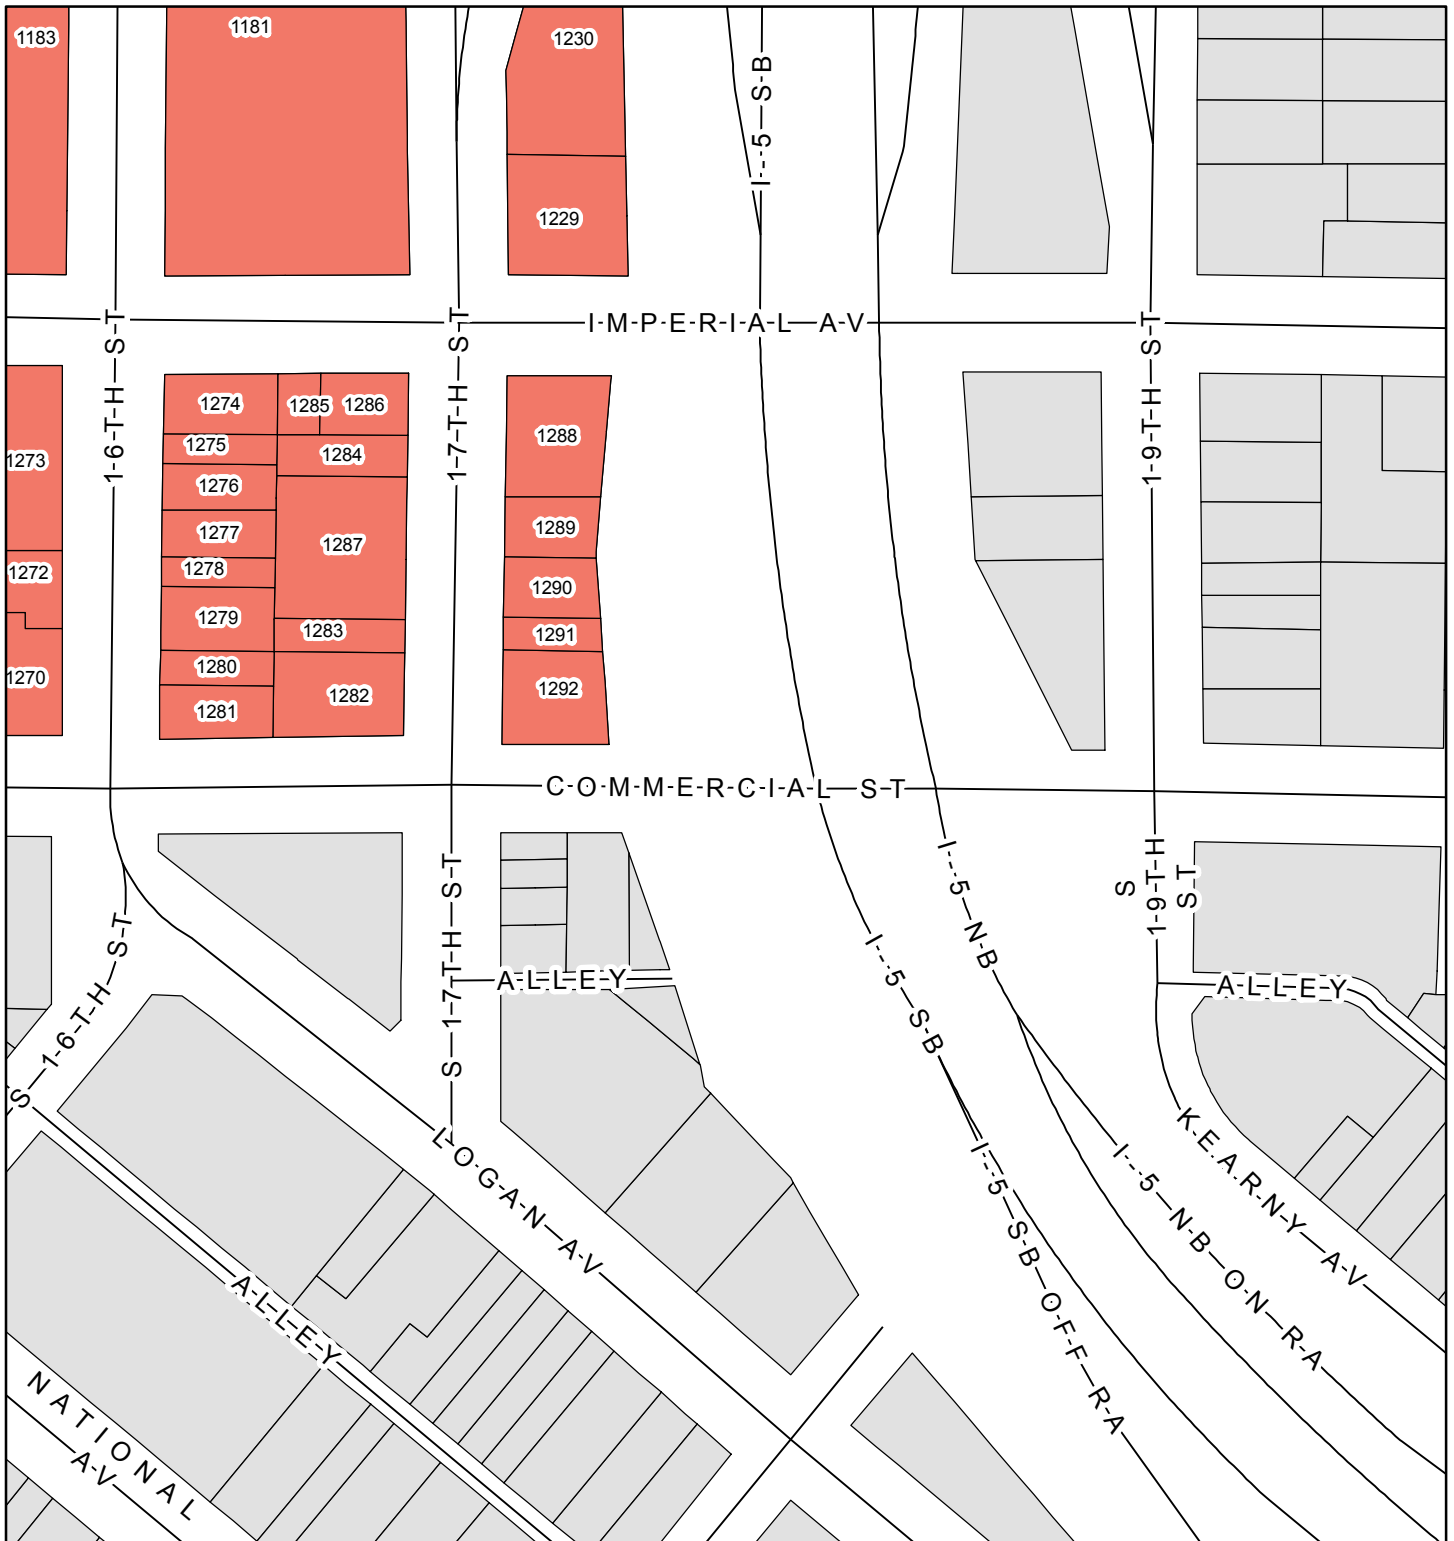 1183
1181
1230
I-5 SB
1229
16TH ST
17TH ST
IMPERIAL AV
19TH ST
1274
1285
1286
1288
1275
1284
1273
1276
1289
1277
1287
1278
1272
1290
1279
1283
1291
1280
1270
1282
1292
1281
COMMERCIAL ST
S 16TH ST
S 17TH ST
I-5 NB
S 19TH ST
I-5 SB
ALLEY
ALLEY
LOGAN AV
KEARNY AV
I-5 SB OFF RA
I-5 NB ON RA
ALLEY
NATIONAL
AV